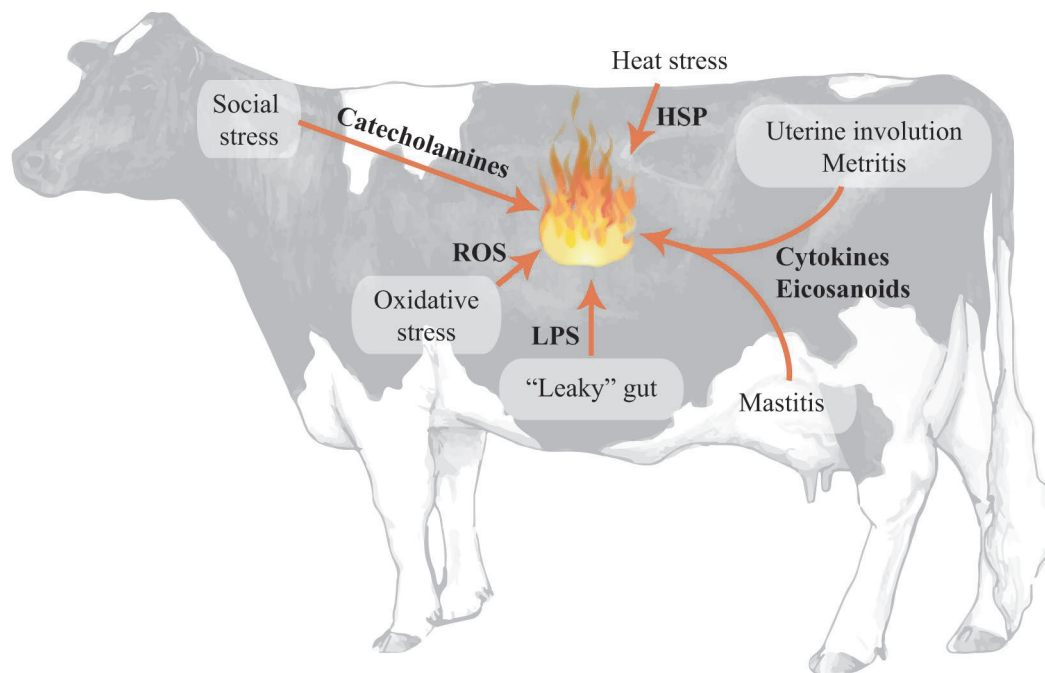 Heat stress
HSP
Social
stress
Catecholamines
Uterine involution
Metritis
ROS
Cytokines
Eicosanoids
Oxidative
stress
LPS
“Leaky” gut
Mastitis